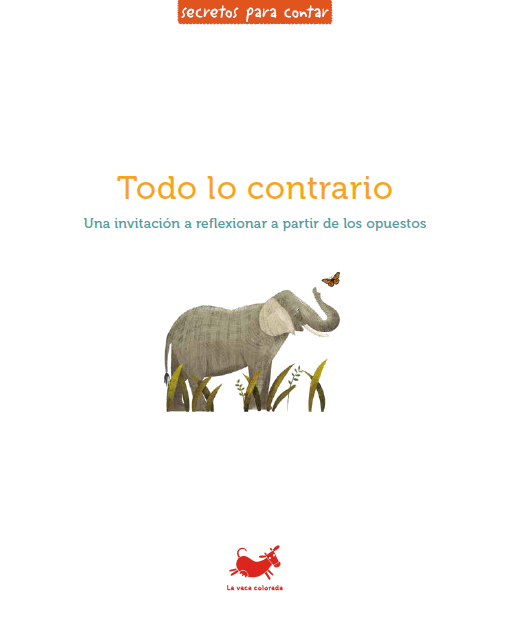 secretos para contar
Todo lo contrario
Una invitación a reflexionar a partir de los opuestos
La vaca colorada